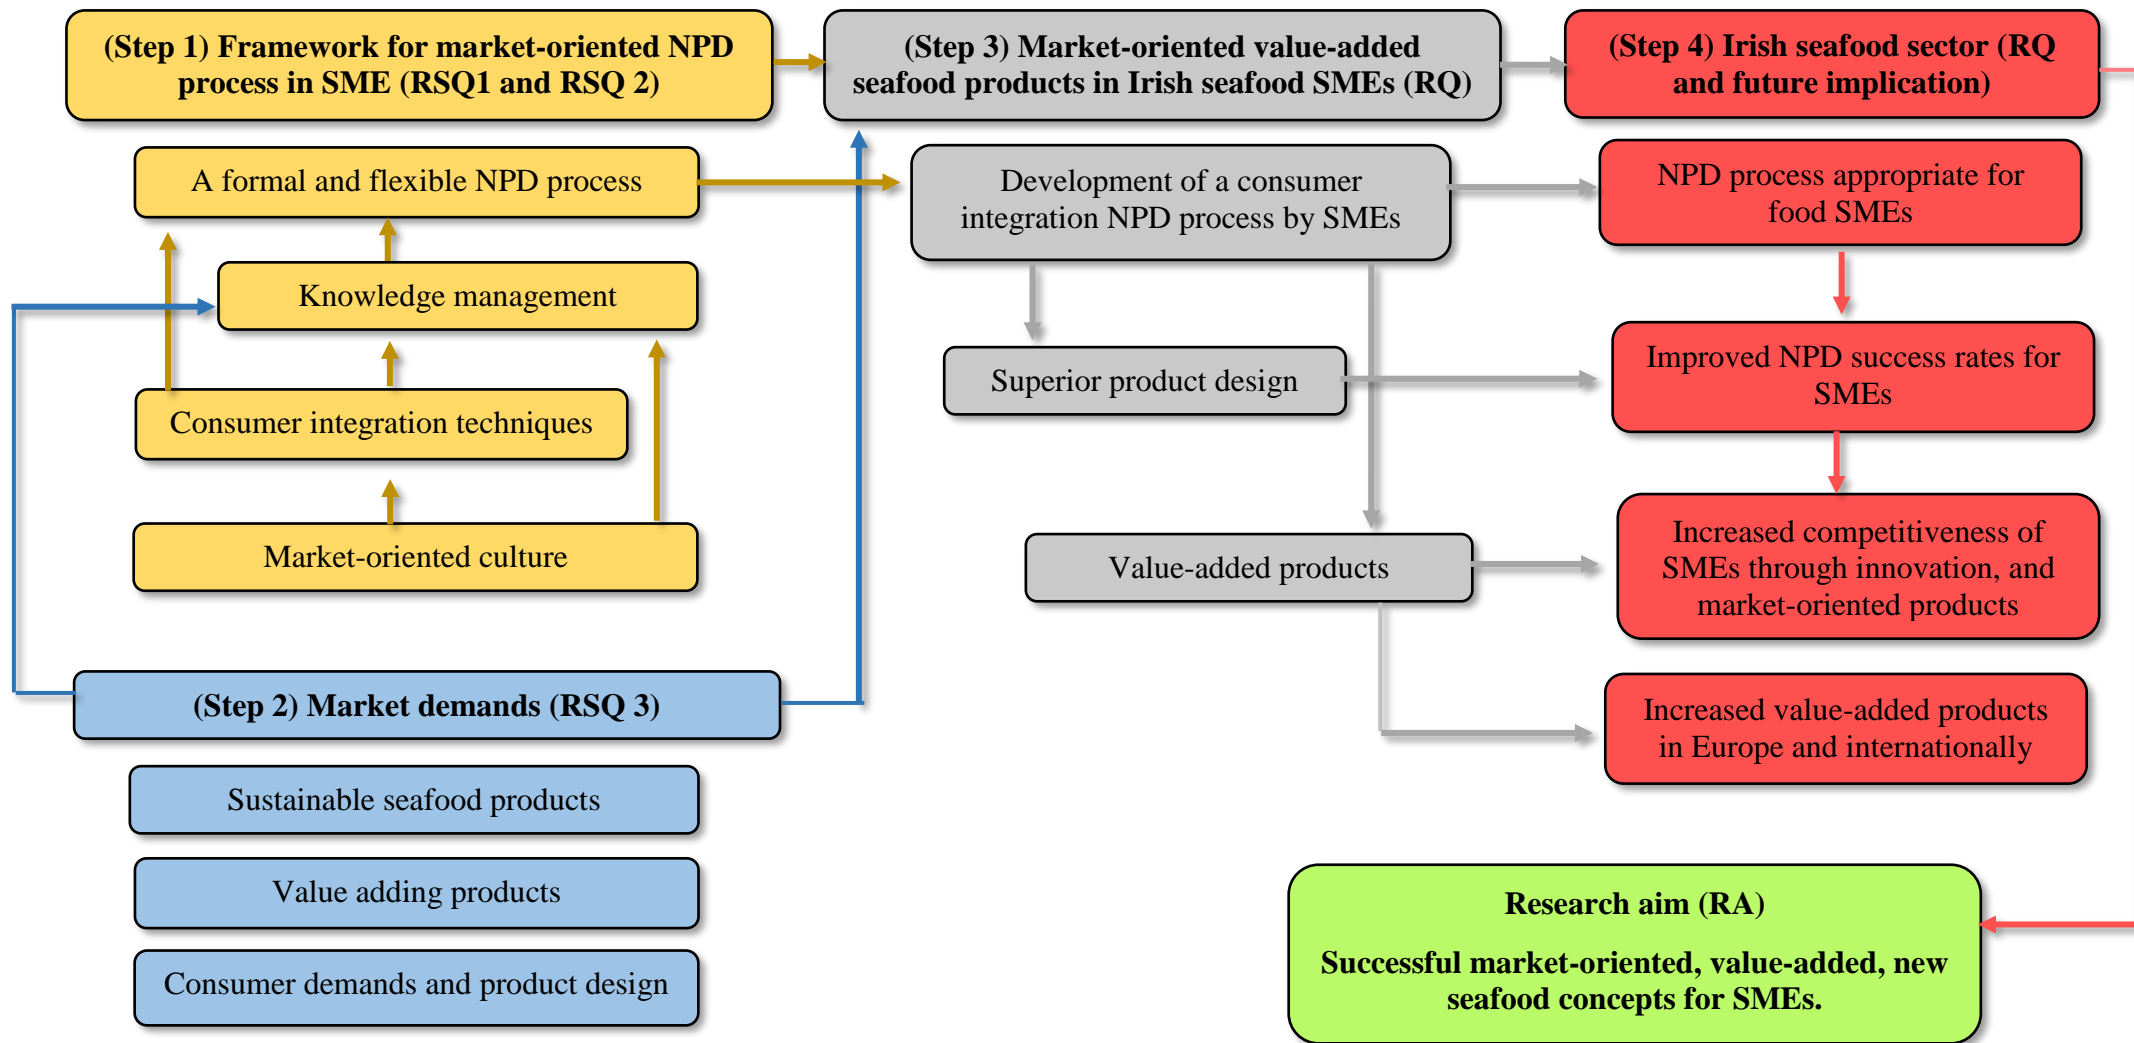 (Step 1) Framework for market-oriented NPD
process in SME (RSQ1 and RSQ 2)
A formal and flexible NPD process
Knowledge management
Consumer integration techniques
Market-oriented culture
(Step 2) Market demands (RSQ 3)
Sustainable seafood products
Value adding products
Consumer demands and product design
(Step 3) Market-oriented value-added
seafood products in Irish seafood SMEs (RQ)
Development of a consumer
integration NPD process by SMEs
Superior product design
Value-added products
(Step 4) Irish seafood sector (RQ
and future implication)
NPD process appropriate for
food SMEs
Improved NPD success rates for
SMEs
Increased competitiveness of
SMEs through innovation, and
market-oriented products
Increased value-added products
in Europe and internationally
Research aim (RA)
Successful market-oriented, value-added, new
seafood concepts for SMEs.